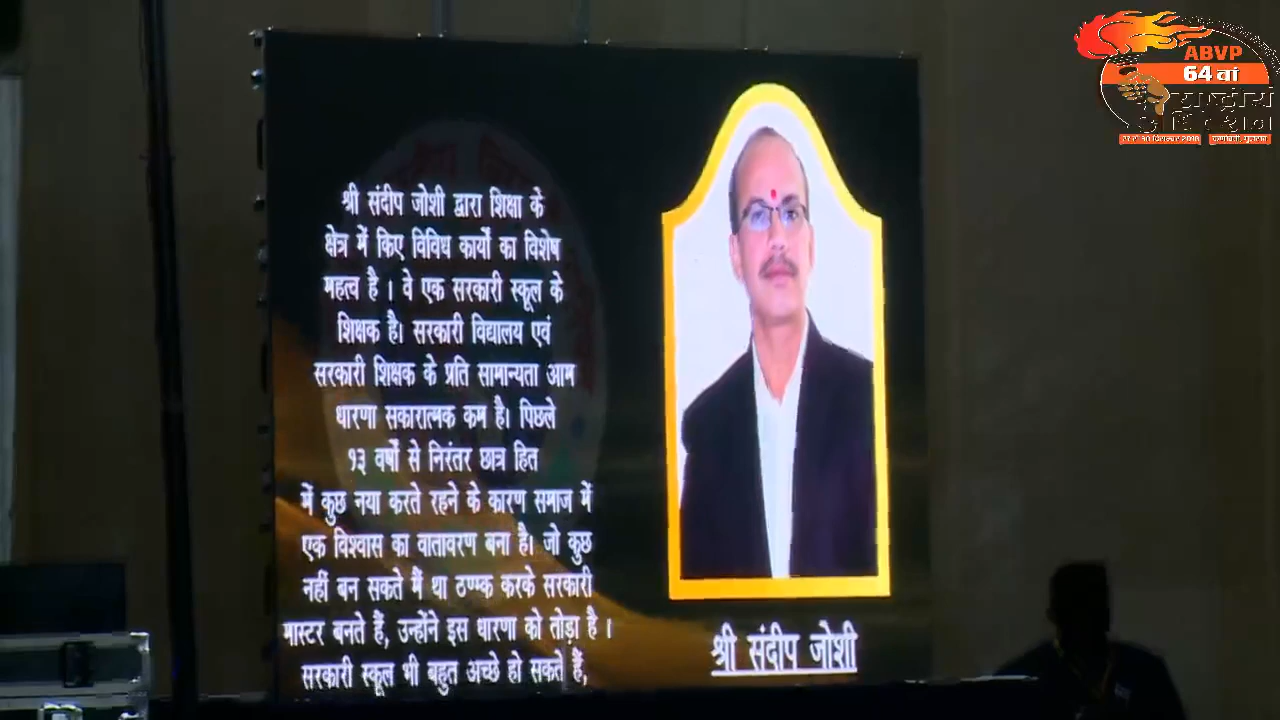 ABVP
64 वां
राष्ट्रीय
श्री संदीप जोशी द्वारा शिक्षा के
क्षेत्र में किए विविध कार्यों का विशेष
महत्व है । वे एक सरकारी स्कूल के
शिक्षक है। सरकारी विद्यालय एवं
सरकारी शिक्षक के प्रति सामान्यता आम
धारणा सकारात्मक कम है। पिछले
१३ वर्षों से निरंतर छात्र हित
में कुछ नया करते रहने के कारण समाज में
एक विश्वास का वातावरण बना है। जो कुछ
नहीं बन सकते मैं था ठण्म्क करके सरकारी
मास्टर बनते हैं, उन्होंने इस धारणा को तोड़ा है ।
सरकारी स्कूल भी बहुत अच्छे हो सकते हैं,
श्री संदीप जोशी